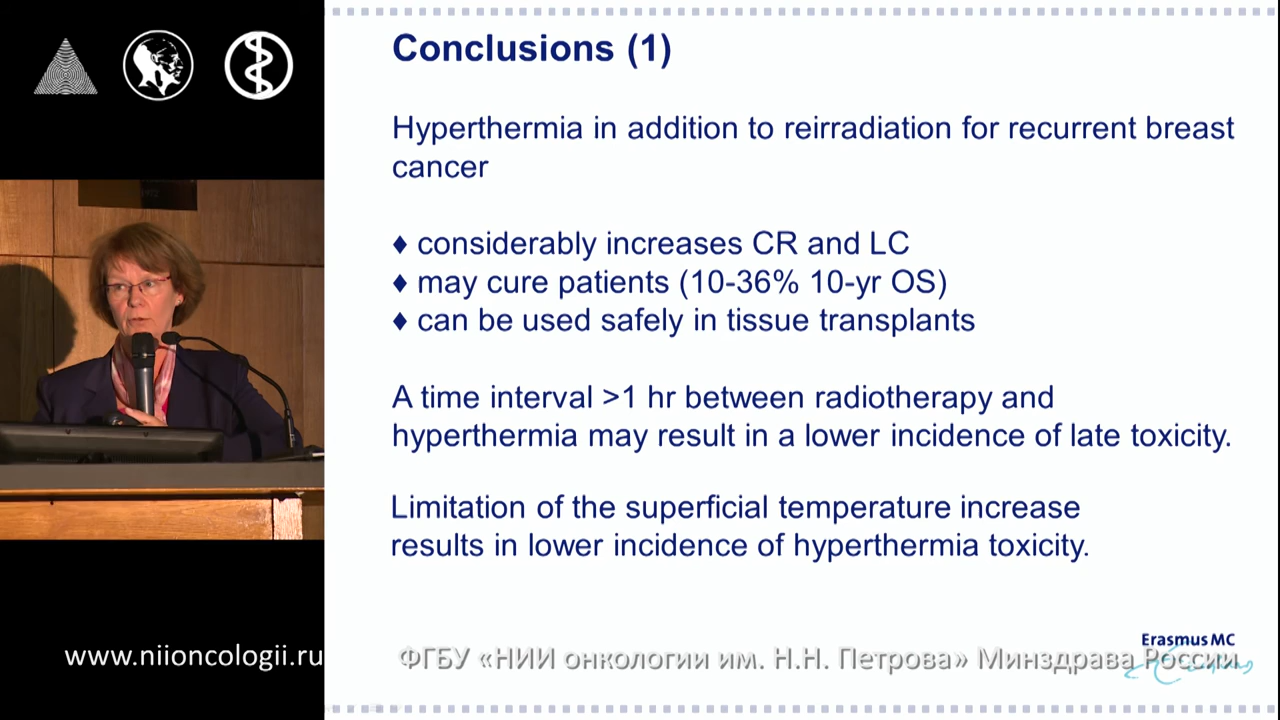 Conclusions (1)
Hyperthermia in addition to reirradiation for recurrent breast
cancer
♦ considerably increases CR and LC
♦ may cure patients (10-36% 10-yr OS)
♦ can be used safely in tissue transplants
A time interval >1 hr between radiotherapy and
hyperthermia may result in a lower incidence of late toxicity.
Limitation of the superficial temperature increase
results in lower incidence of hyperthermia toxicity.
Erasmus MC
www.niioncologii.ru
ФГБУ «НИИ онкологии им. Н.Н. Петрова» Минздрава России